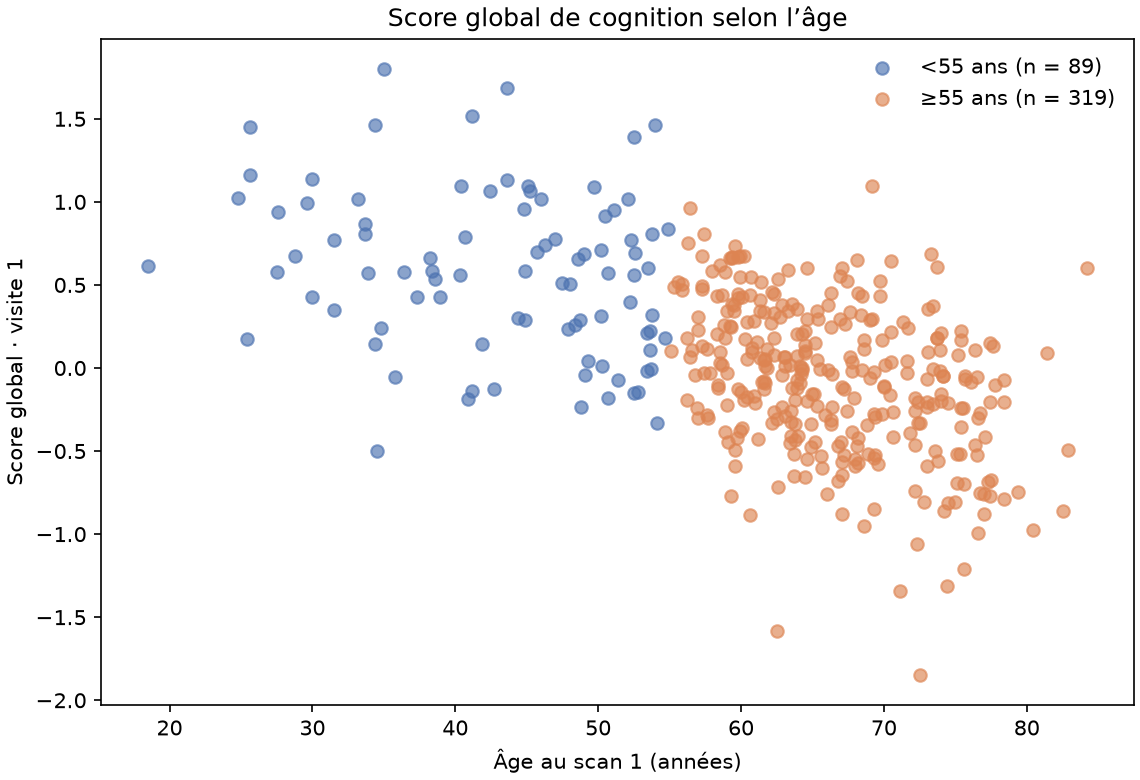 Score global de cognition selon l’âge
<55 ans (n = 89)
≥55 ans (n = 319)
Score global · visite 1
1.5
1.0
0.5
0.0
−0.5
−1.0
−1.5
−2.0
20 30 40 50 60 70 80
Âge au scan 1 (années)